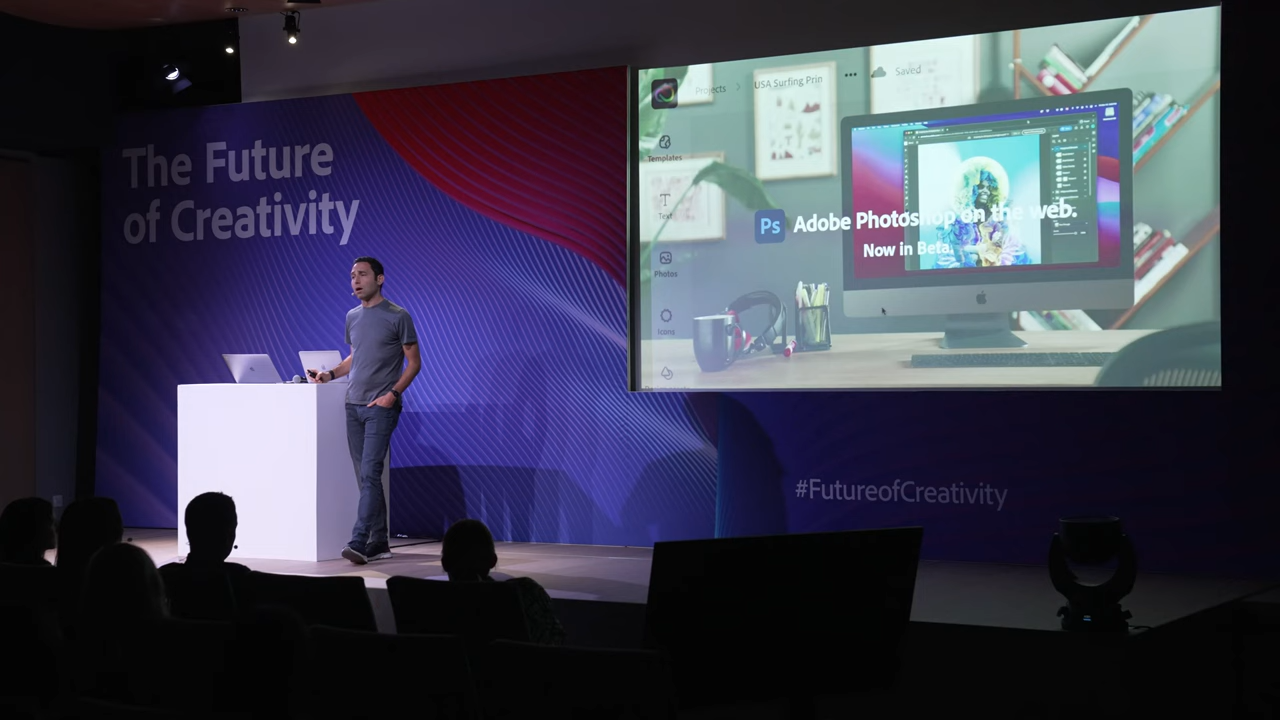 The Future
of Creativity
Projects
USA Surfing Prin
•••
Saved
Templates
Text
Photos
Icons
Ps
Adobe Photoshop on the web.
Now in Beta.
#FutureofCreativity